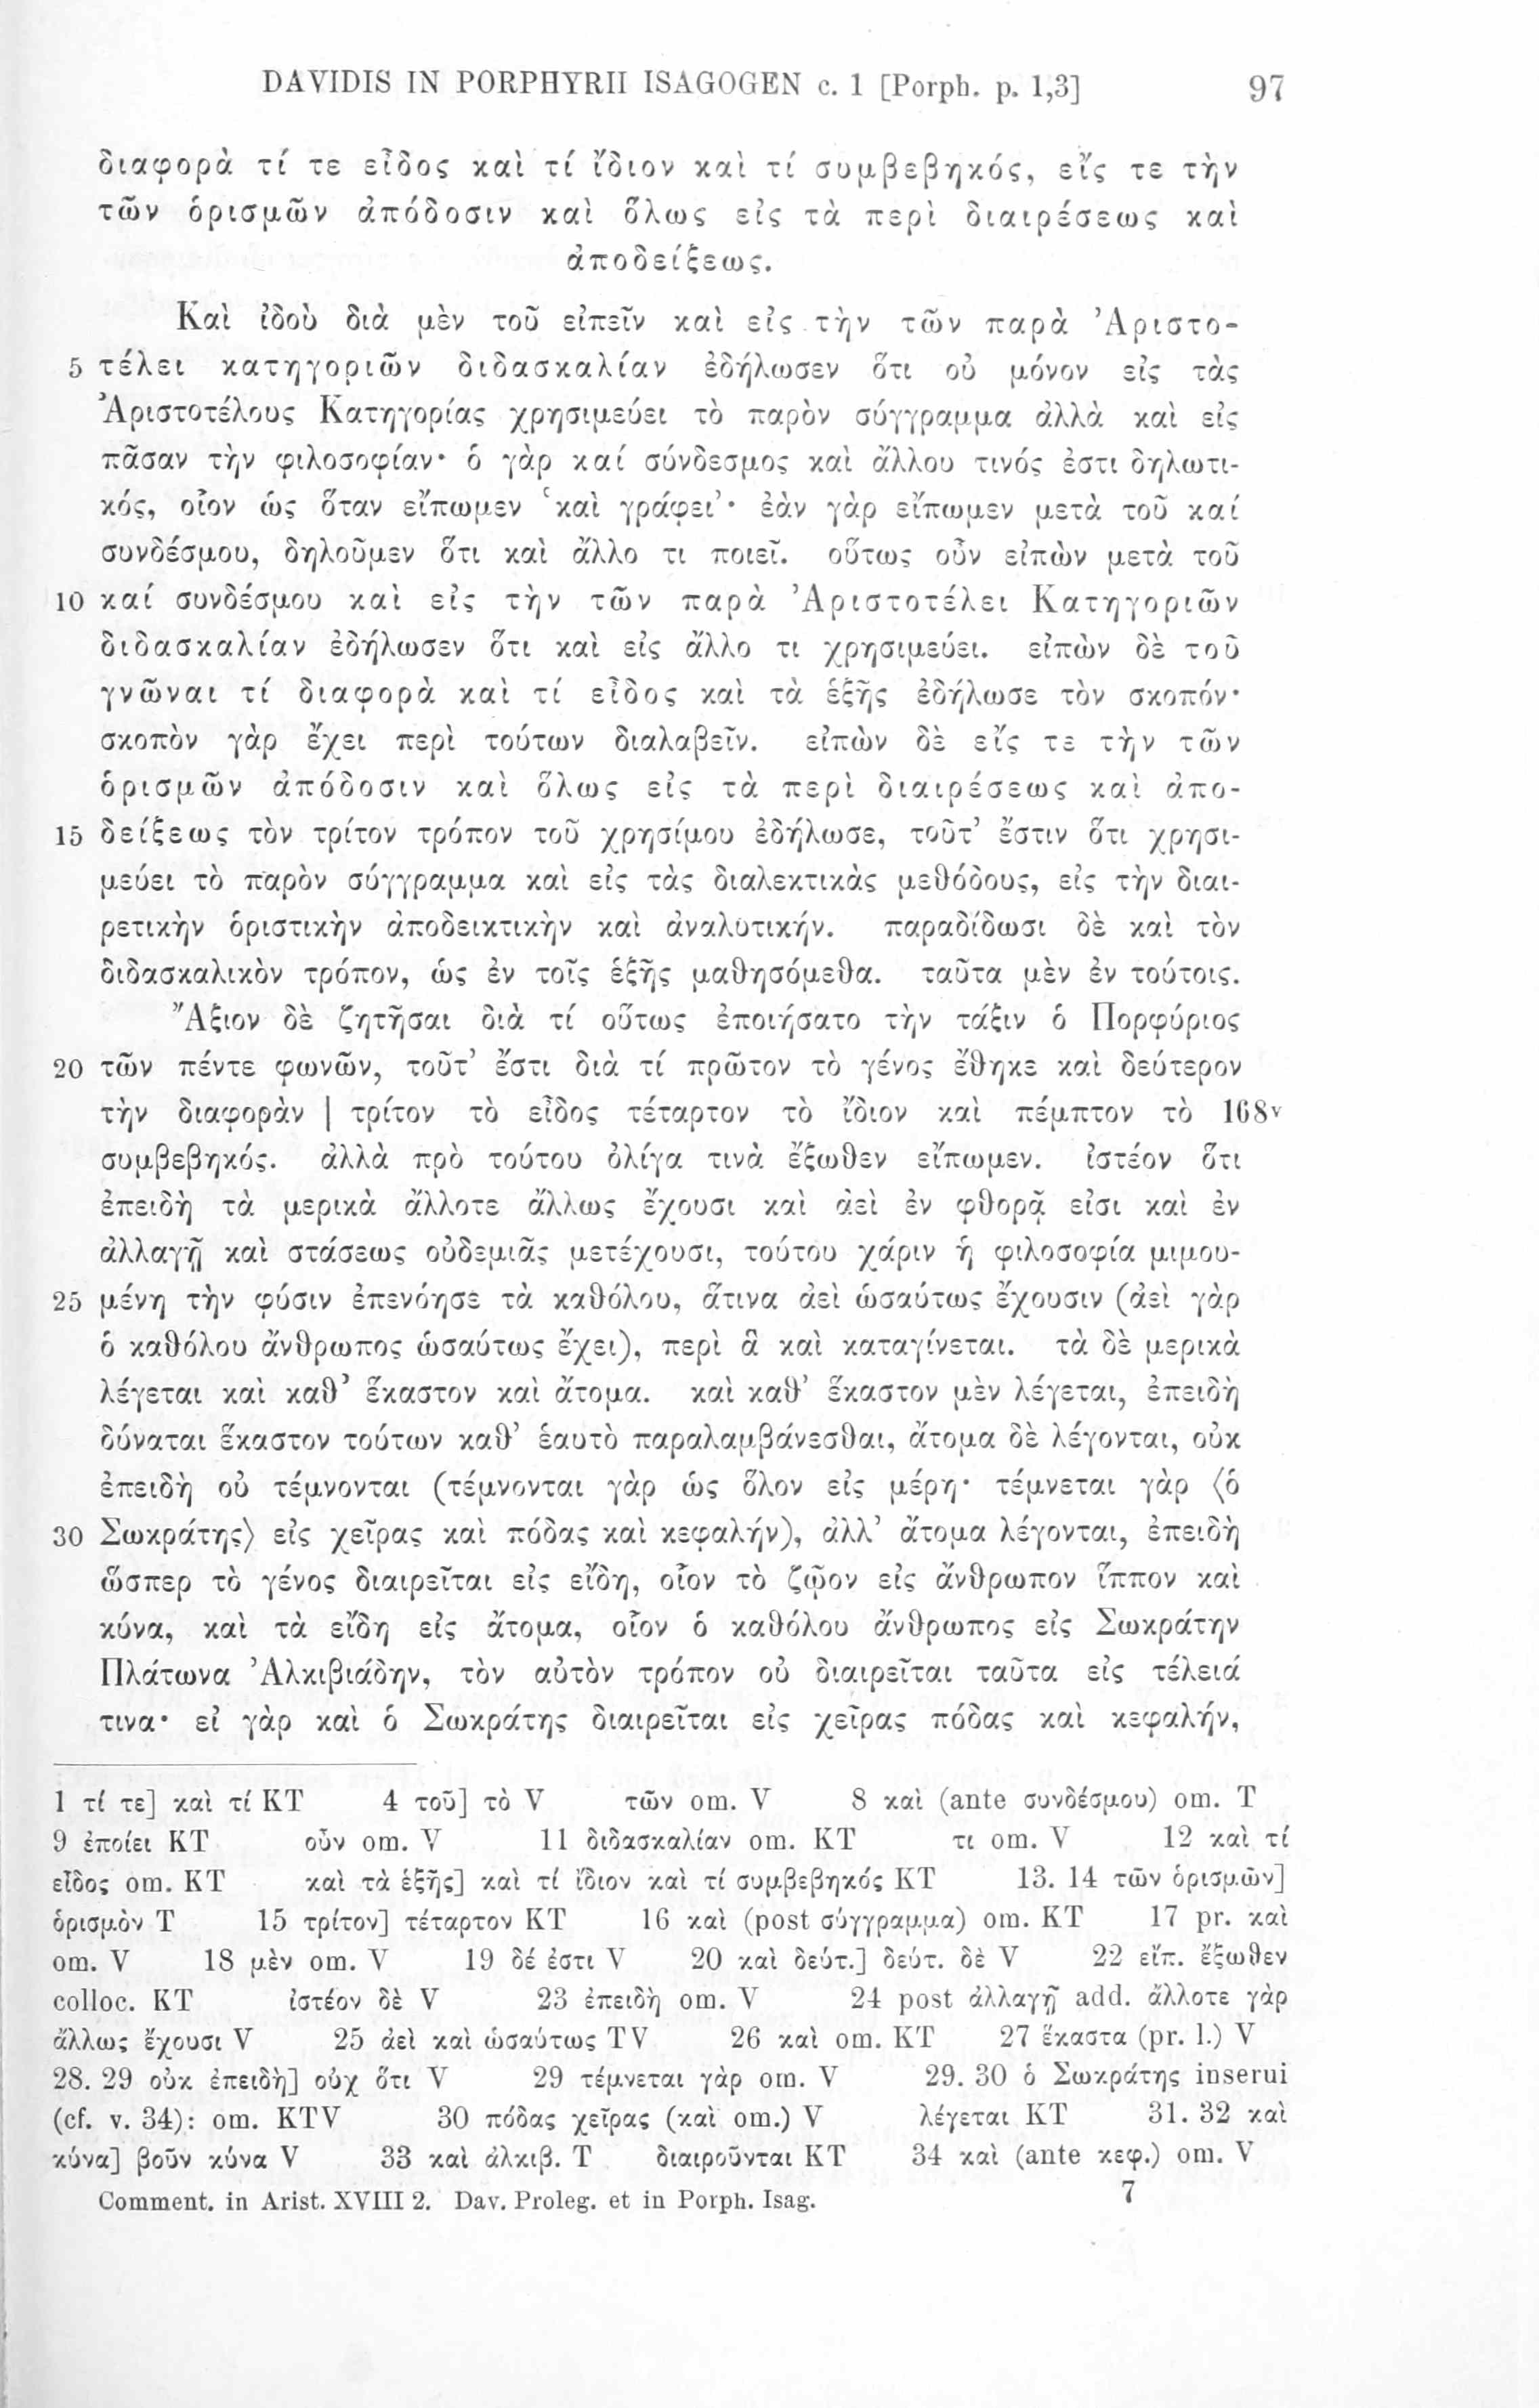 DAVIDIS IN PORPHYRII ISAGOGEN c. 1 [Porph. p. 1,3] 97
διαφορὰ τί τε εἶδος καὶ τί ἴδιον καὶ τί συμβεβηκός, εἴς τε τὴν
τῶν ὁρισμῶν ἀπόδοσιν καὶ ὅλως εἰς τὰ περὶ διαιρέσεως καὶ
ἀποδείξεως.
Καὶ ἰδοὺ διὰ μὲν τοῦ εἰπεῖν καὶ εἰς τὴν τῶν παρὰ Ἀριστο-
5 τέλει κατηγοριῶν διδασκαλίαν ἐδήλωσεν ὅτι οὐ μόνον εἰς τὰς
Ἀριστοτέλους Κατηγορίας χρησιμεύει τὸ παρὸν σύγγραμμα ἀλλὰ καὶ εἰς
πᾶσαν τὴν φιλοσοφίαν· ὁ γὰρ καί σύνδεσμος καὶ ἄλλου τινός ἐστι δηλωτι-
κός, οἷον ὡς ὅταν εἴπωμεν ‘καὶ γράφει’· ἐὰν γὰρ εἴπωμεν μετὰ τοῦ καί
συνδέσμου, δηλοῦμεν ὅτι καὶ ἄλλο τι ποιεῖ. οὕτως οὖν εἰπὼν μετὰ τοῦ
10 καί συνδέσμου καὶ εἰς τὴν τῶν παρὰ Ἀριστοτέλει Κατηγοριῶν
διδασκαλίαν ἐδήλωσεν ὅτι καὶ εἰς ἄλλο τι χρησιμεύει. εἰπὼν δὲ τοῦ
γνῶναι τί διαφορὰ καὶ τί εἶδος καὶ τὰ ἑξῆς ἐδήλωσε τὸν σκοπόν·
σκοπὸν γὰρ ἔχει περὶ τούτων διαλαβεῖν. εἰπὼν δὲ εἴς τε τὴν τῶν
ὁρισμῶν ἀπόδοσιν καὶ ὅλως εἰς τὰ περὶ διαιρέσεως καὶ ἀπο-
15 δείξεως τὸν τρίτον τρόπον τοῦ χρησίμου ἐδήλωσε, τοῦτ’ ἔστιν ὅτι χρησι-
μεύει τὸ παρὸν σύγγραμμα καὶ εἰς τὰς διαλεκτικὰς μεθόδους, εἰς τὴν διαι-
ρετικὴν ὁριστικὴν ἀποδεικτικὴν καὶ ἀναλυτικήν. παραδίδωσι δὲ καὶ τὸν
διδασκαλικὸν τρόπον, ὡς ἐν τοῖς ἑξῆς μαθησόμεθα. ταῦτα μὲν ἐν τούτοις.
Ἄξιον δὲ ζητῆσαι διὰ τί οὕτως ἐποιήσατο τὴν τάξιν ὁ Πορφύριος
20 τῶν πέντε φωνῶν, τοῦτ’ ἔστι διὰ τί πρῶτον τὸ γένος ἔθηκε καὶ δεύτερον
τὴν διαφορὰν | τρίτον τὸ εἶδος τέταρτον τὸ ἴδιον καὶ πέμπτον τὸ 168v
συμβεβηκός. ἀλλὰ πρὸ τούτου ὀλίγα τινὰ ἔξωθεν εἴπωμεν. ἰστέον ὅτι
ἐπειδὴ τὰ μερικὰ ἄλλοτε ἄλλως ἔχουσι καὶ ἀεὶ ἐν φθορᾷ εἰσι καὶ ἐν
ἀλλαγῇ καὶ στάσεως οὐδεμιᾶς μετέχουσι, τούτου χάριν ἡ φιλοσοφία μιμου-
25 μένη τὴν φύσιν ἐπενόησε τὰ καθόλου, ἅτινα ἀεὶ ὡσαύτως ἔχουσιν (ἀεὶ γὰρ
ὁ καθόλου ἄνθρωπος ὡσαύτως ἔχει), περὶ ἃ καὶ καταγίνεται. τὰ δὲ μερικὰ
λέγεται καὶ καθ’ ἕκαστον καὶ ἄτομα. καὶ καθ’ ἕκαστον μὲν λέγεται, ἐπειδὴ
δύναται ἕκαστον τούτων καθ’ ἑαυτὸ παραλαμβάνεσθαι, ἄτομα δὲ λέγονται, οὐκ
ἐπειδὴ οὐ τέμνονται (τέμνονται γὰρ ὡς ὅλον εἰς μέρη· τέμνεται γὰρ ⟨ὁ
30 Σωκράτης⟩ εἰς χεῖρας καὶ πόδας καὶ κεφαλήν), ἀλλ’ ἄτομα λέγονται, ἐπειδὴ
ὥσπερ τὸ γένος διαιρεῖται εἰς εἴδη, οἷον τὸ ζῷον εἰς ἄνθρωπον ἵππον καὶ
κύνα, καὶ τὰ εἴδη εἰς ἄτομα, οἷον ὁ καθόλου ἄνθρωπος εἰς Σωκράτην
Πλάτωνα Ἀλκιβιάδην, τὸν αὐτὸν τρόπον οὐ διαιρεῖται ταῦτα εἰς τέλειά
τινα· εἰ γὰρ καὶ ὁ Σωκράτης διαιρεῖται εἰς χεῖρας πόδας καὶ κεφαλήν,
1 τί τε] καὶ τί KT 4 τοῦ] τὸ V τῶν om. V 8 καὶ (ante συνδέσμου) om. T
9 ἐποίει KT οὖν om. V 11 διδασκαλίαν om. KT τι om. V 12 καὶ τί
εἶδος om. KT καὶ τὰ ἑξῆς] καὶ τί ἴδιον καὶ τί συμβεβηκός KT 13. 14 τῶν ὁρισμῶν]
ὁρισμὸν T 15 τρίτον] τέταρτον KT 16 καὶ (post σύγγραμμα) om. KT 17 pr. καὶ
om. V 18 μὲν om. V 19 δέ ἐστι V 20 καὶ δεύτ.] δεύτ. δὲ V 22 εἴπ. ἔξωθεν
colloc. KT ἰστέον δὲ V 23 ἐπειδὴ om. V 24 post ἀλλαγῇ add. ἄλλοτε γὰρ
ἄλλως ἔχουσι V 25 ἀεὶ καὶ ὡσαύτως TV 26 καὶ om. KT 27 ἕκαστα (pr. l.) V
28. 29 οὐκ ἐπειδὴ] οὐχ ὅτι V 29 τέμνεται γὰρ om. V 29. 30 ὁ Σωκράτης inserui
(cf. v. 34): om. KTV 30 πόδας χεῖρας (καὶ om.) V λέγεται KT 31. 32 καὶ
κύνα] βοῦν κύνα V 33 καὶ ἀλκιβ. T διαιροῦνται KT 34 καὶ (ante κεφ.) om. V
Comment. in Arist. XVIII 2. Dav. Proleg. et in Porph. Isag. 7